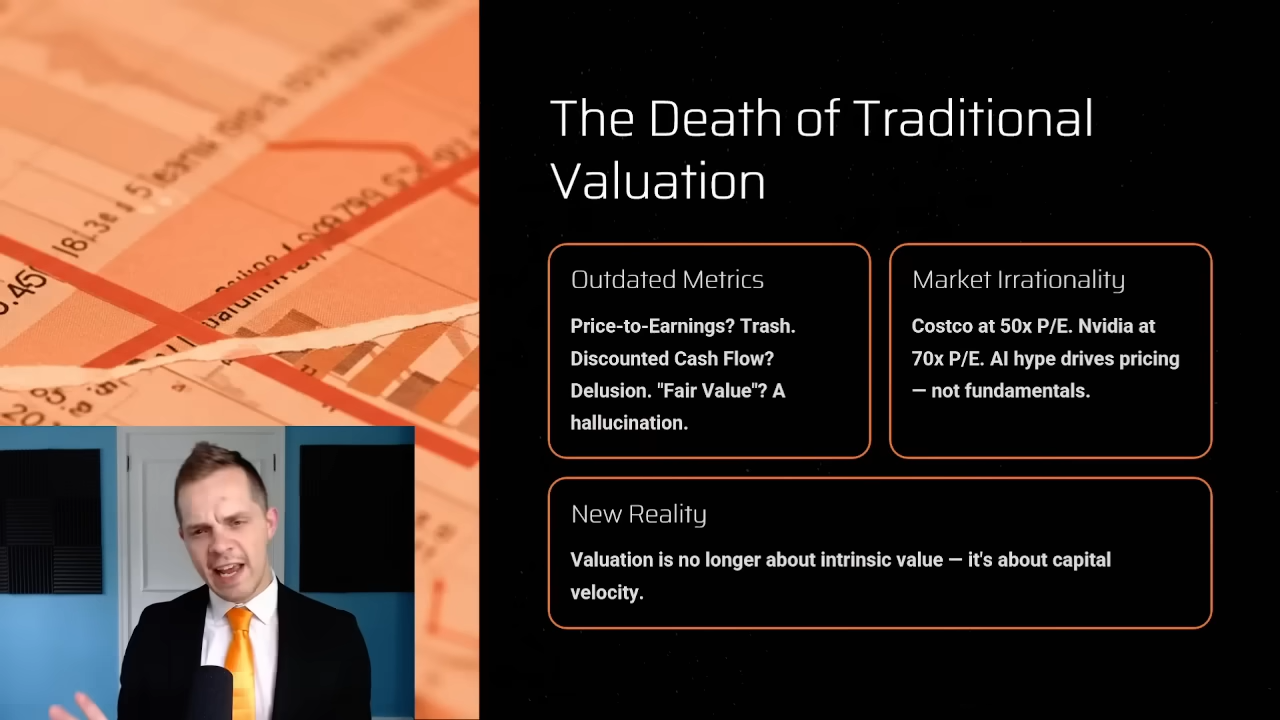 The Death of Traditional
Valuation
Outdated Metrics
Price-to-Earnings? Trash.
Discounted Cash Flow?
Delusion. "Fair Value"? A
hallucination.
Market Irrationality
Costco at 50x P/E. Nvidia at
70x P/E. AI hype drives pricing
— not fundamentals.
New Reality
Valuation is no longer about intrinsic value — it's about capital
velocity.